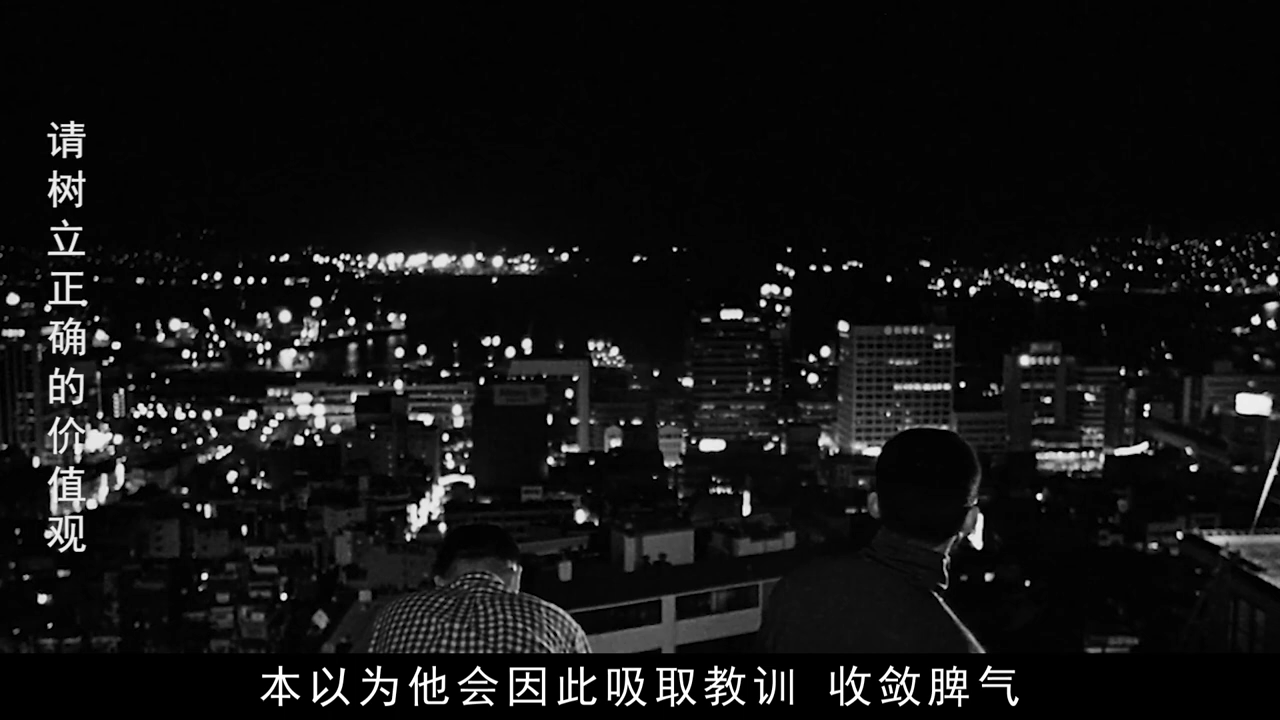 请树立正确的价值观
本以为他会因此吸取教训 收敛脾气